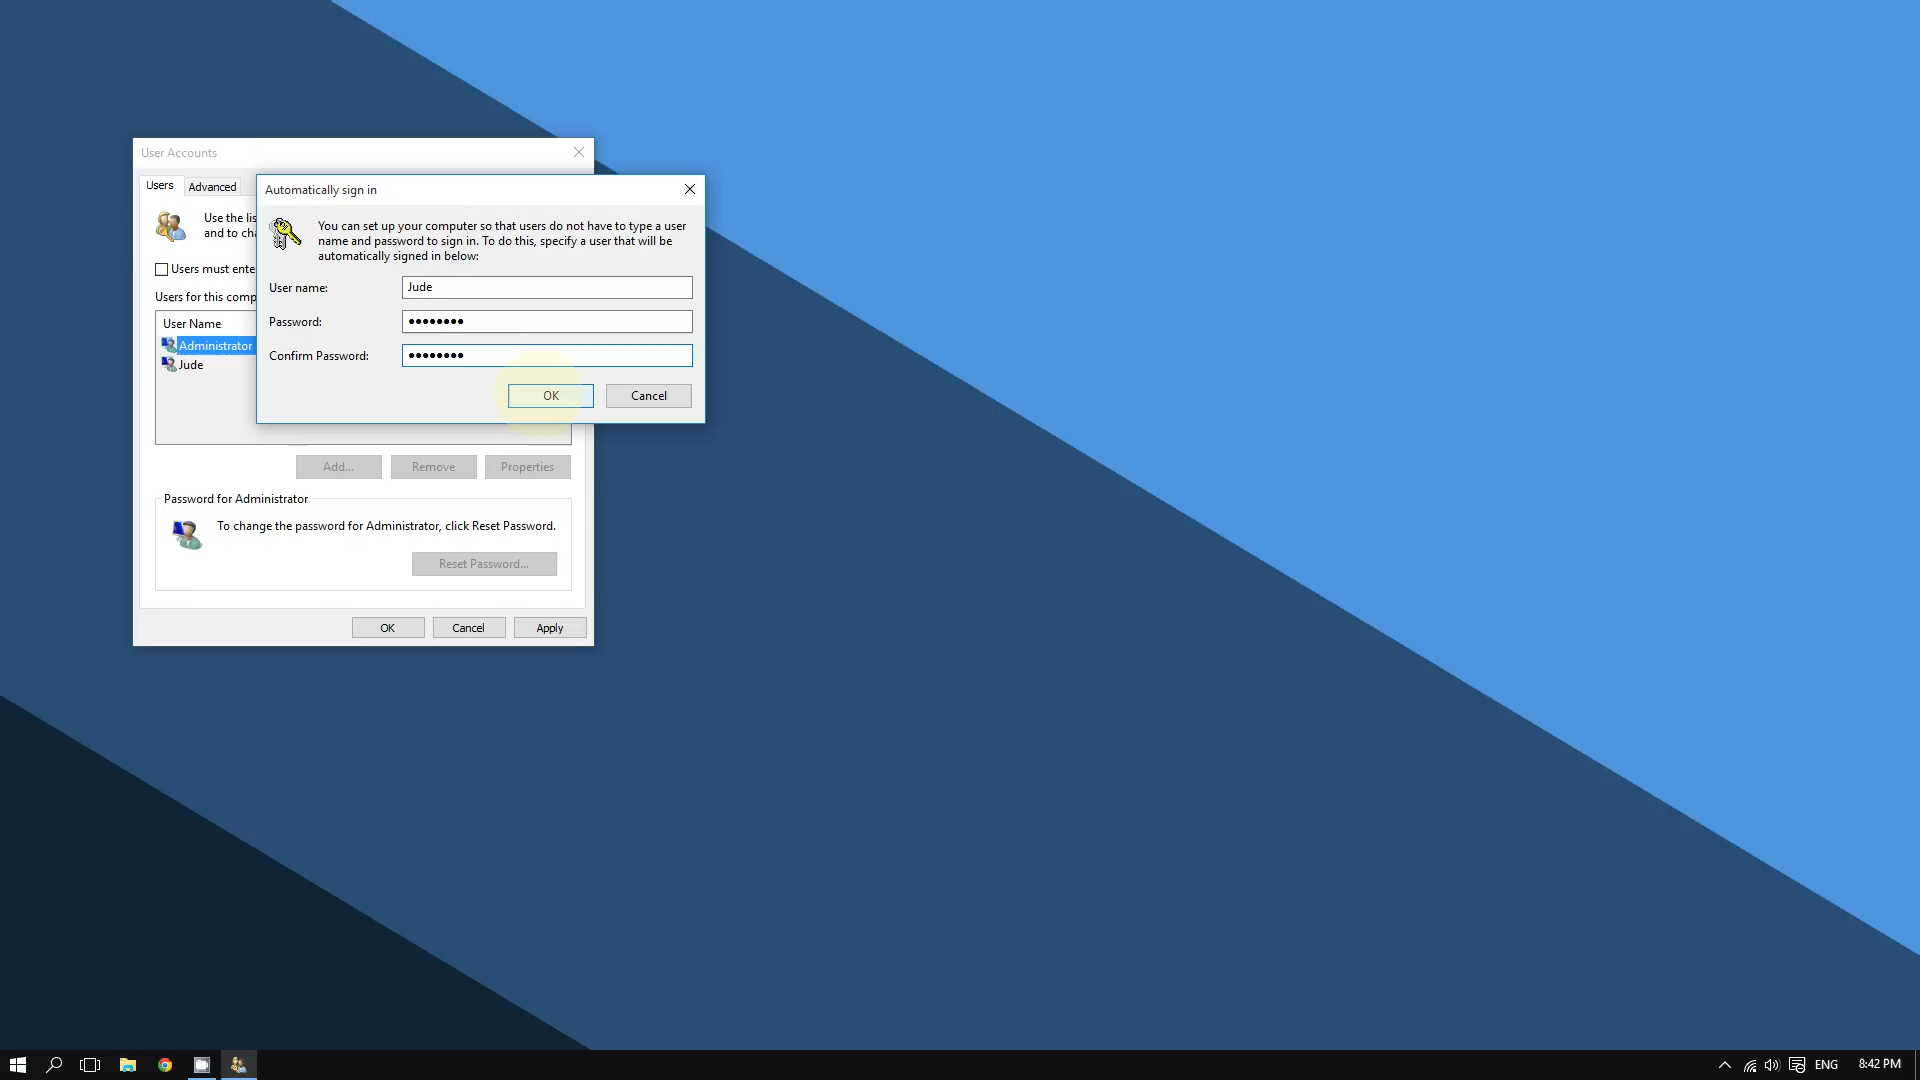 User Accounts
Users
Advanced
Use the lis
and to cha
Users must ente
Users for this comp
User Name
Administrator
Jude
Automatically sign in
You can set up your computer so that users do not have to type a user
name and password to sign in. To do this, specify a user that will be
automatically signed in below:
User name:
Jude
Password:
●●●●●●●●
Confirm Password:
●●●●●●●●
OK
Cancel
Add...
Remove
Properties
Password for Administrator
To change the password for Administrator, click Reset Password.
Reset Password...
OK
Cancel
Apply
ENG
8:42 PM